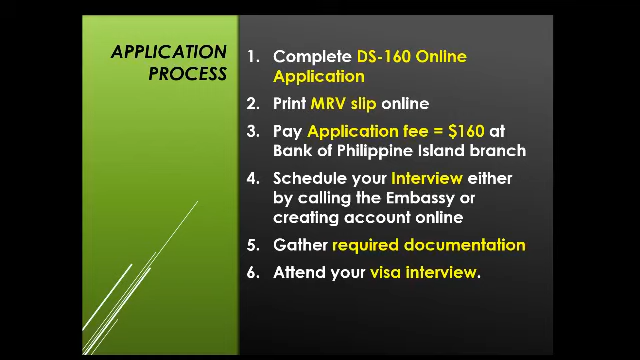 APPLICATION
PROCESS
1. Complete DS-160 Online
Application
2. Print MRV slip online
3. Pay Application fee = $160 at
Bank of Philippine Island branch
4. Schedule your Interview either
by calling the Embassy or
creating account online
5. Gather required documentation
6. Attend your visa interview.